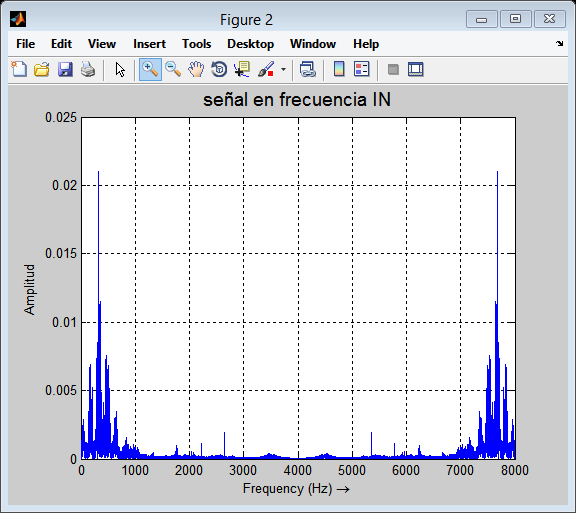 Figure 2
File Edit View Insert Tools Desktop Window Help
señal en frecuencia IN
0.025
0.02
0.015
0.01
0.005
0
Amplitud
0 1000 2000 3000 4000 5000 6000 7000 8000
Frequency (Hz) →